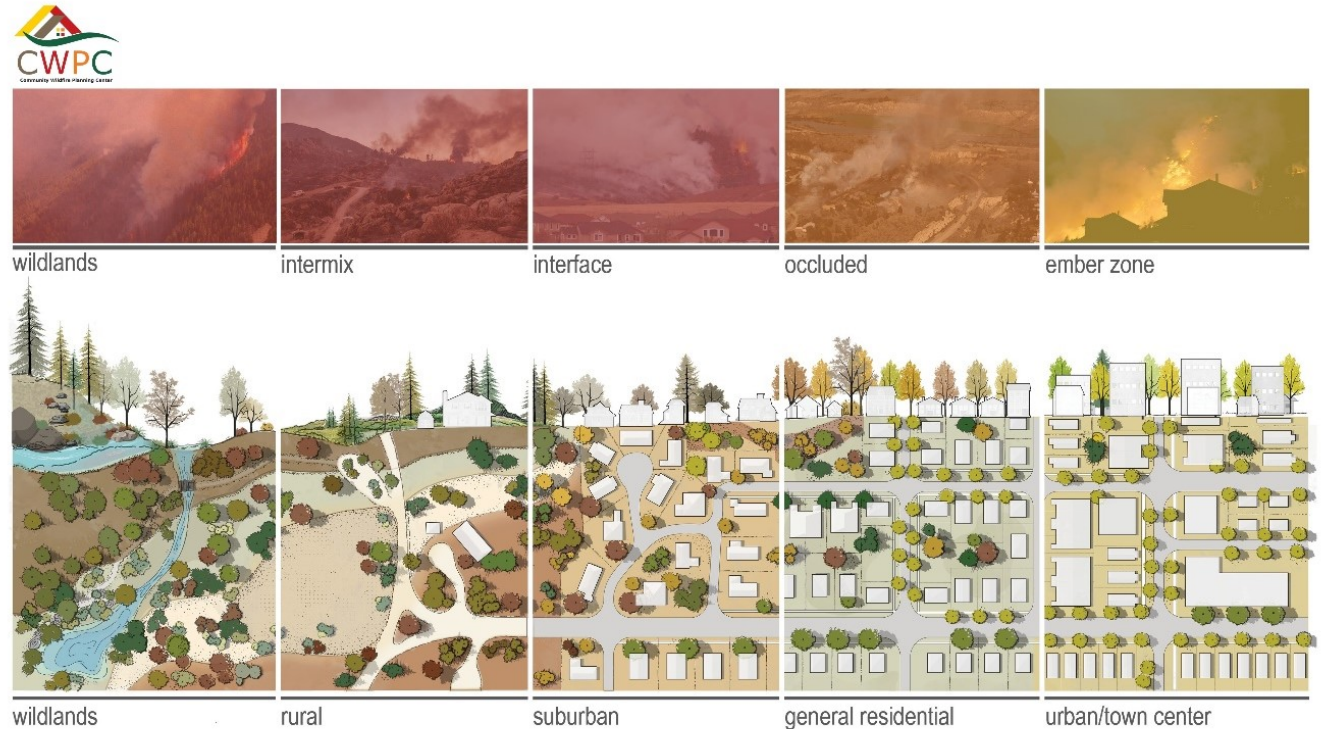 CWPC
Community Wildfire Planning Center
wildlands
intermix
interface
occluded
ember zone
wildlands
rural
suburban
general residential
urban/town center